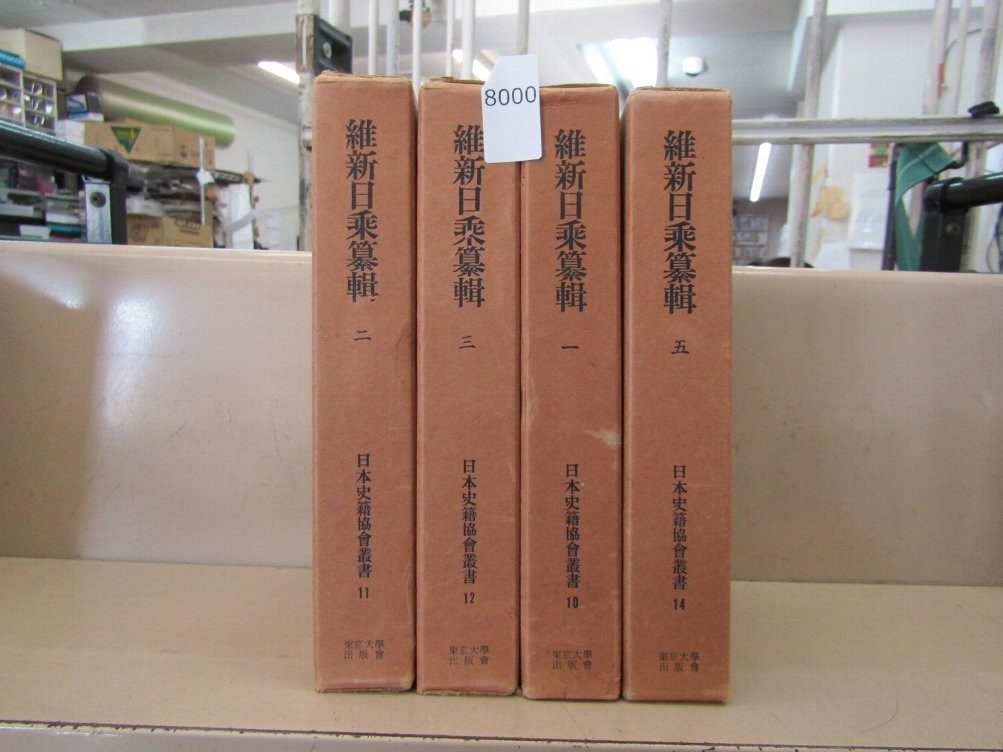 8000
維新日乘纂輯
二
日本史籍協會叢書
11
東京大學
出版會
維新日乘纂輯
三
日本史籍協會叢書
12
東京大學
出版會
維新日乘纂輯
一
日本史籍協會叢書
10
東京大學
出版會
維新日乘纂輯
五
日本史籍協會叢書
14
東京大學
出版會